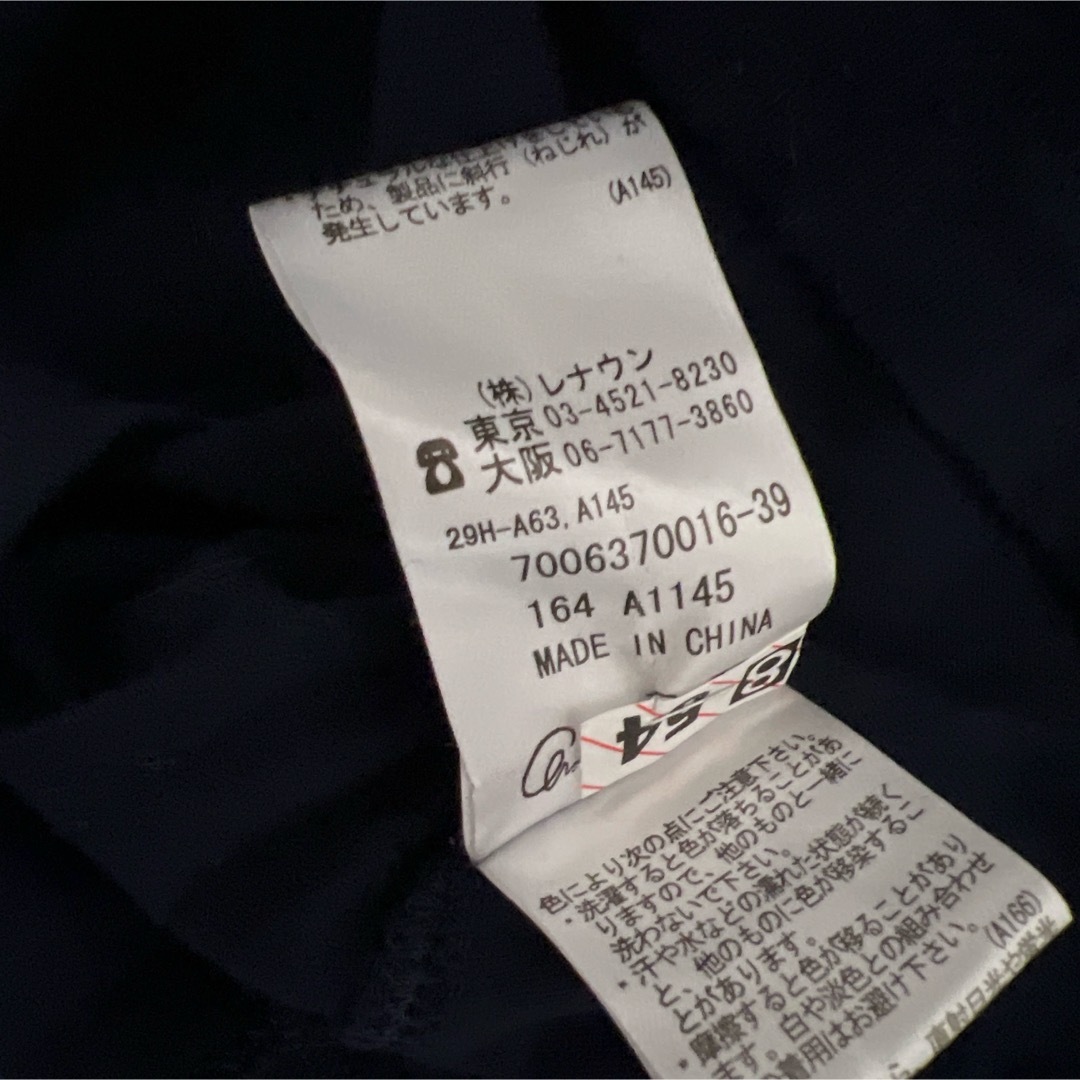 ため、製品に斜行（ねじれ）が
発生しています。
(A145)
(株)レナウン
東京 03-4521-8230
大阪 06-7177-3860
29H-A63, A145
7006370016-39
164 A1145
MADE IN CHINA
54 8
色により次の点にご注意下さい。
・洗濯すると色が落ちることがあ
りますので、他のものと一緒に
洗わないで下さい。
・汗や水などの濡れた状態が続く
と、他のものに色が移染するこ
とがあります。
・摩擦すると色が移ることがあり
ます。白や淡色との組み合わせ
着用はお避け下さい。
(A166)